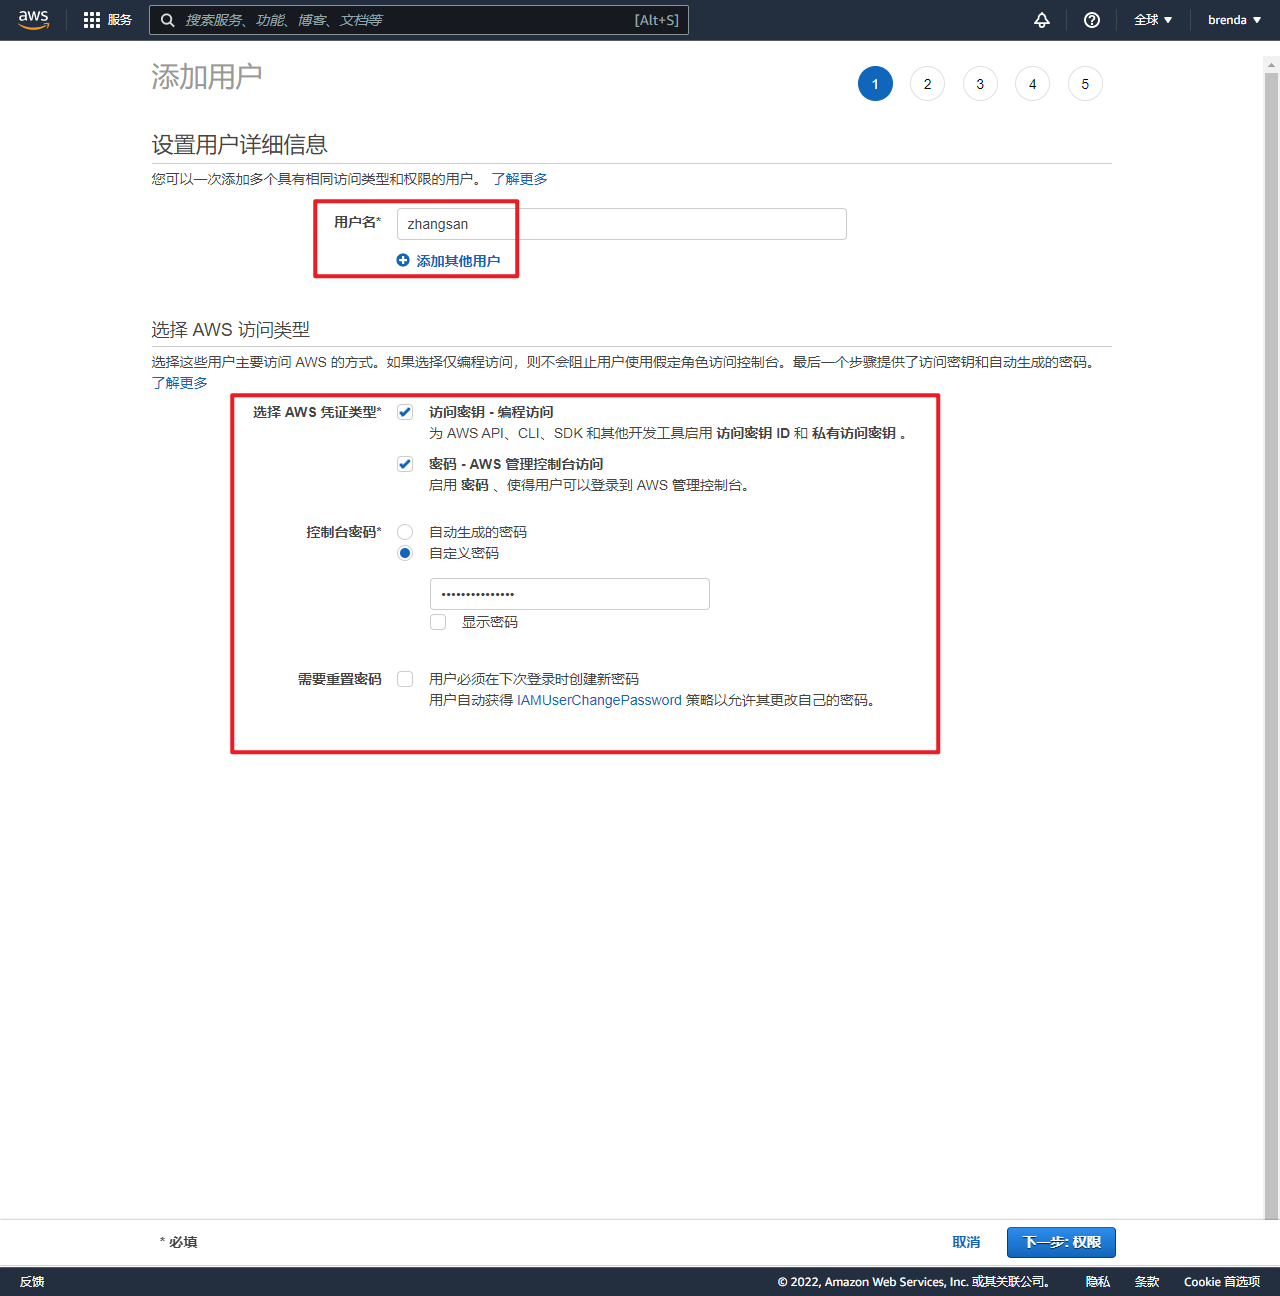 aws 服务 搜索服务、功能、博客、文档等 [Alt+S] 全球 ▼ brenda ▼
添加用户 1 2 3 4 5
设置用户详细信息
您可以一次添加多个具有相同访问类型和权限的用户。 了解更多
用户名* zhangsan
添加其他用户
选择 AWS 访问类型
选择这些用户主要访问 AWS 的方式。如果选择仅编程访问，则不会阻止用户使用假定角色访问控制台。最后一个步骤提供了访问密钥和自动生成的密码。
了解更多
选择 AWS 凭证类型* 访问密钥 - 编程访问
为 AWS API、CLI、SDK 和其他开发工具启用 访问密钥 ID 和 私有访问密钥 。
密码 - AWS 管理控制台访问
启用 密码 、使得用户可以登录到 AWS 管理控制台。
控制台密码* 自动生成的密码
自定义密码
•••••••••••••••
显示密码
需要重置密码 用户必须在下次登录时创建新密码
用户自动获得 IAMUserChangePassword 策略以允许其更改自己的密码。
* 必填 取消 下一步: 权限
反馈 © 2022, Amazon Web Services, Inc. 或其关联公司。 隐私 条款 Cookie 首选项